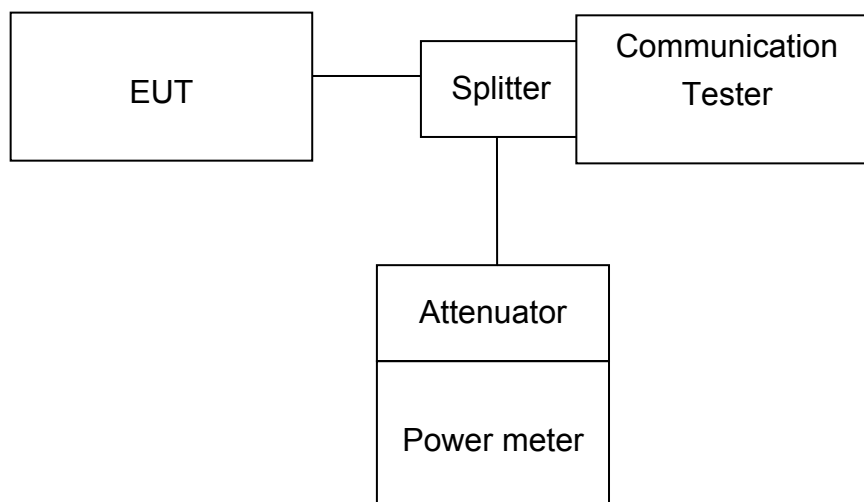 EUT
Splitter
Communication
Tester
Attenuator
Power meter